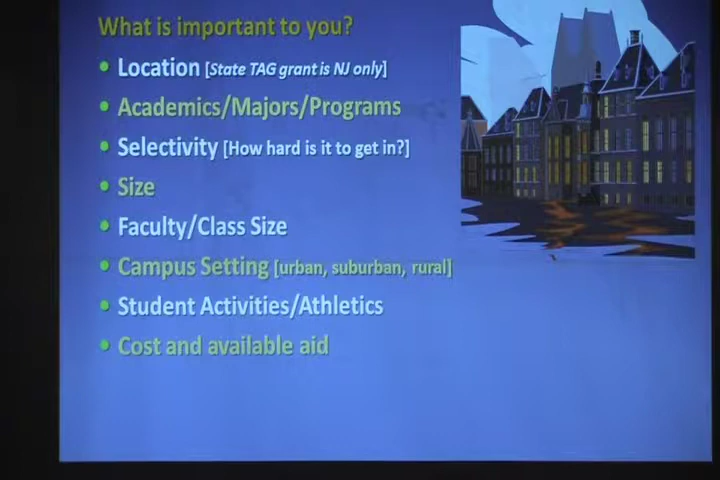 What is important to you?
• Location [State TAG grant is NJ only]
• Academics/Majors/Programs
• Selectivity [How hard is it to get in?]
• Size
• Faculty/Class Size
• Campus Setting [urban, suburban, rural]
• Student Activities/Athletics
• Cost and available aid